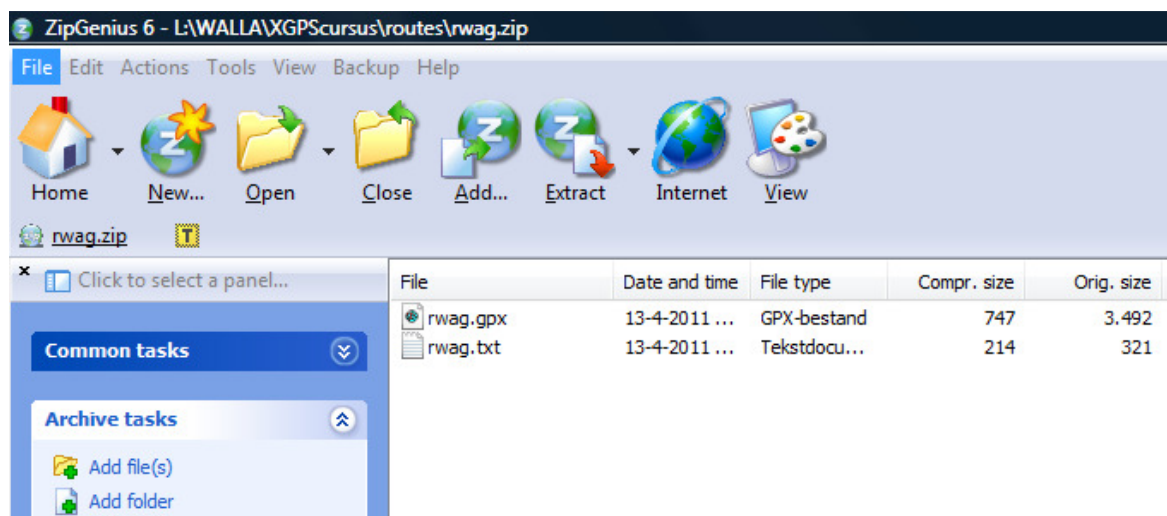 ZipGenius 6 - L:\WALLA\XGPScursus\routes\rwag.zip
File Edit Actions Tools View Backup Help
Home New... Open Close Add... Extract Internet View
rwag.zip T
Click to select a panel...
File Date and time File type Compr. size Orig. size
rwag.gpx 13-4-2011 ... GPX-bestand 747 3.492
rwag.txt 13-4-2011 ... Tekstdocu... 214 321
Common tasks
Archive tasks
Add file(s)
Add folder